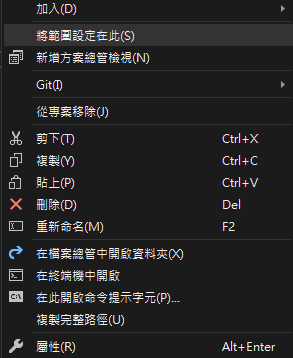 加入(D)
將範圍設定在此(S)
新增方案總管檢視(N)
Git(I)
從專案移除(J)
剪下(T) Ctrl+X
複製(Y) Ctrl+C
貼上(P) Ctrl+V
刪除(D) Del
重新命名(M) F2
在檔案總管中開啟資料夾(X)
在終端機中開啟
C:\ 在此開啟命令提示字元(P)...
複製完整路徑(U)
屬性(R) Alt+Enter